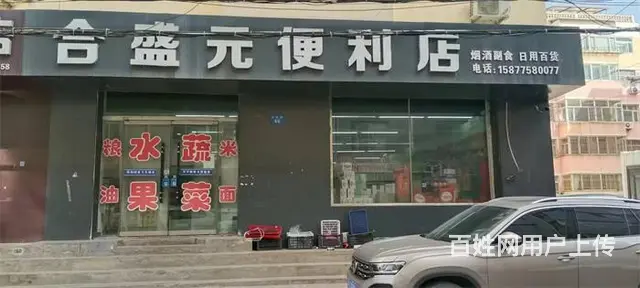 合盛元便利店
烟酒副食 日用百货
电话:15877580077
58
粮油
水果
蔬菜
米面
百姓网用户上传